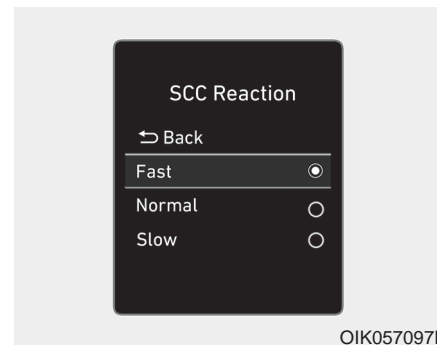 SCC Reaction
Back
Fast
Normal
Slow
OIK057097